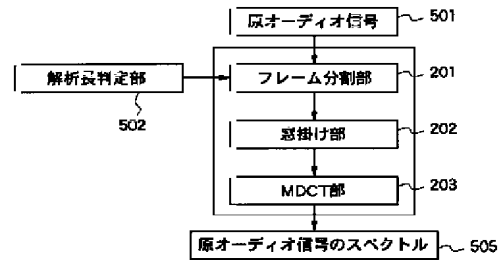 原オーディオ信号 501
解析長判定部 502
フレーム分割部 201
窓掛け部 202
MDCT部 203
原オーディオ信号のスペクトル 505